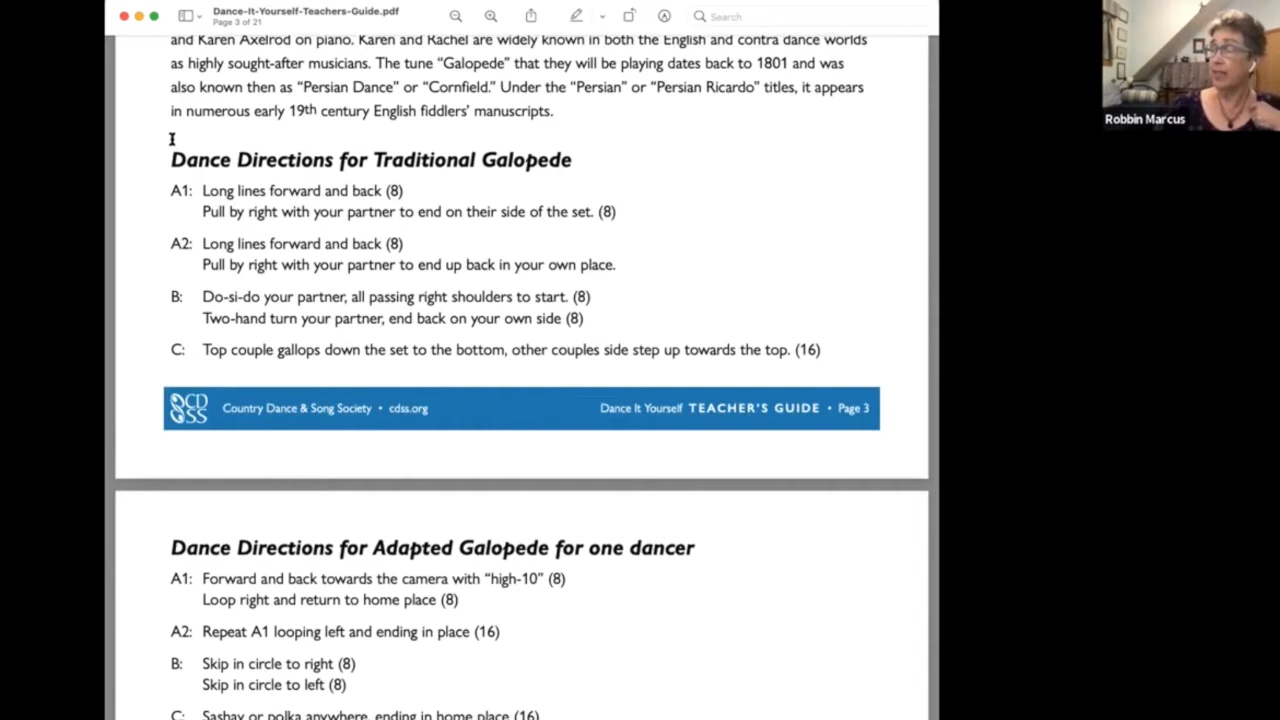 Dance-It-Yourself-Teachers-Guide.pdf
Page 3 of 21
Search
and Karen Axelrod on piano. Karen and Rachel are widely known in both the English and contra dance worlds
as highly sought-after musicians. The tune “Galopede” that they will be playing dates back to 1801 and was
also known then as “Persian Dance” or “Cornfield.” Under the “Persian” or “Persian Ricardo” titles, it appears
in numerous early 19th century English fiddlers’ manuscripts.
Dance Directions for Traditional Galopede
A1: Long lines forward and back (8)
Pull by right with your partner to end on their side of the set. (8)
A2: Long lines forward and back (8)
Pull by right with your partner to end up back in your own place.
B: Do-si-do your partner, all passing right shoulders to start. (8)
Two-hand turn your partner, end back on your own side (8)
C: Top couple gallops down the set to the bottom, other couples side step up towards the top. (16)
CD
SS
Country Dance & Song Society • cdss.org
Dance It Yourself TEACHER’S GUIDE • Page 3
Dance Directions for Adapted Galopede for one dancer
A1: Forward and back towards the camera with “high-10” (8)
Loop right and return to home place (8)
A2: Repeat A1 looping left and ending in place (16)
B: Skip in circle to right (8)
Skip in circle to left (8)
C: Sashay or polka anywhere, ending in home place (16)
Robbin Marcus